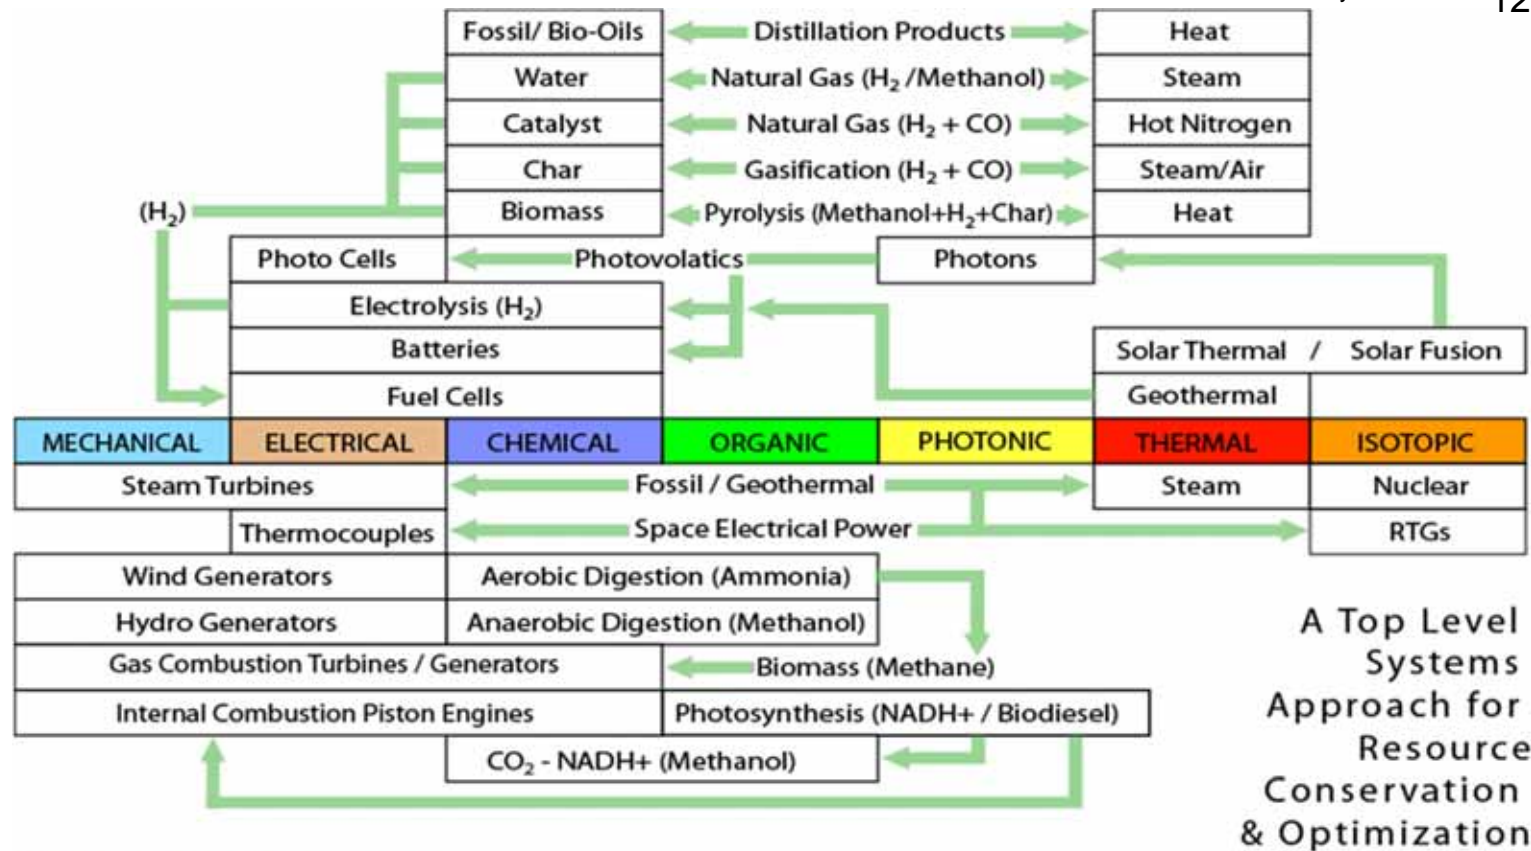 12
Fossil/ Bio-Oils Distillation Products Heat
Water Natural Gas (H₂ /Methanol) Steam
Catalyst Natural Gas (H₂ + CO) Hot Nitrogen
Char Gasification (H₂ + CO) Steam/Air
(H₂) Biomass Pyrolysis (Methanol+H₂+Char) Heat
Photo Cells Photovolatics Photons
Electrolysis (H₂)
Batteries Solar Thermal / Solar Fusion
Fuel Cells Geothermal
MECHANICAL ELECTRICAL CHEMICAL ORGANIC PHOTONIC THERMAL ISOTOPIC
Steam Turbines Fossil / Geothermal Steam Nuclear
Thermocouples Space Electrical Power RTGs
Wind Generators Aerobic Digestion (Ammonia)
Hydro Generators Anaerobic Digestion (Methanol)
Gas Combustion Turbines / Generators Biomass (Methane)
Internal Combustion Piston Engines Photosynthesis (NADH+ / Biodiesel)
CO₂ - NADH+ (Methanol)
A Top Level
Systems
Approach for
Resource
Conservation
& Optimization